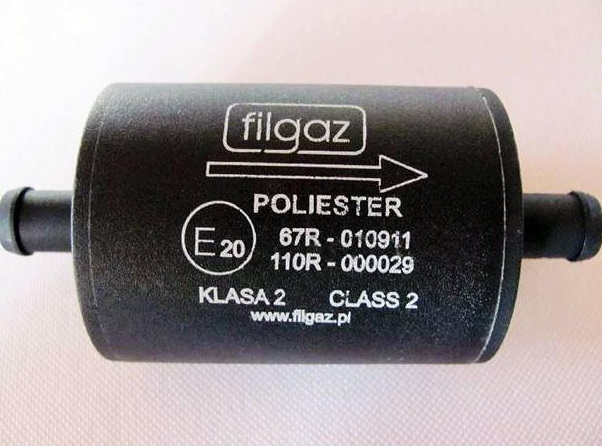 filgaz
POLIESTER
E20
67R - 010911
110R - 000029
KLASA 2 CLASS 2
www.filgaz.pl